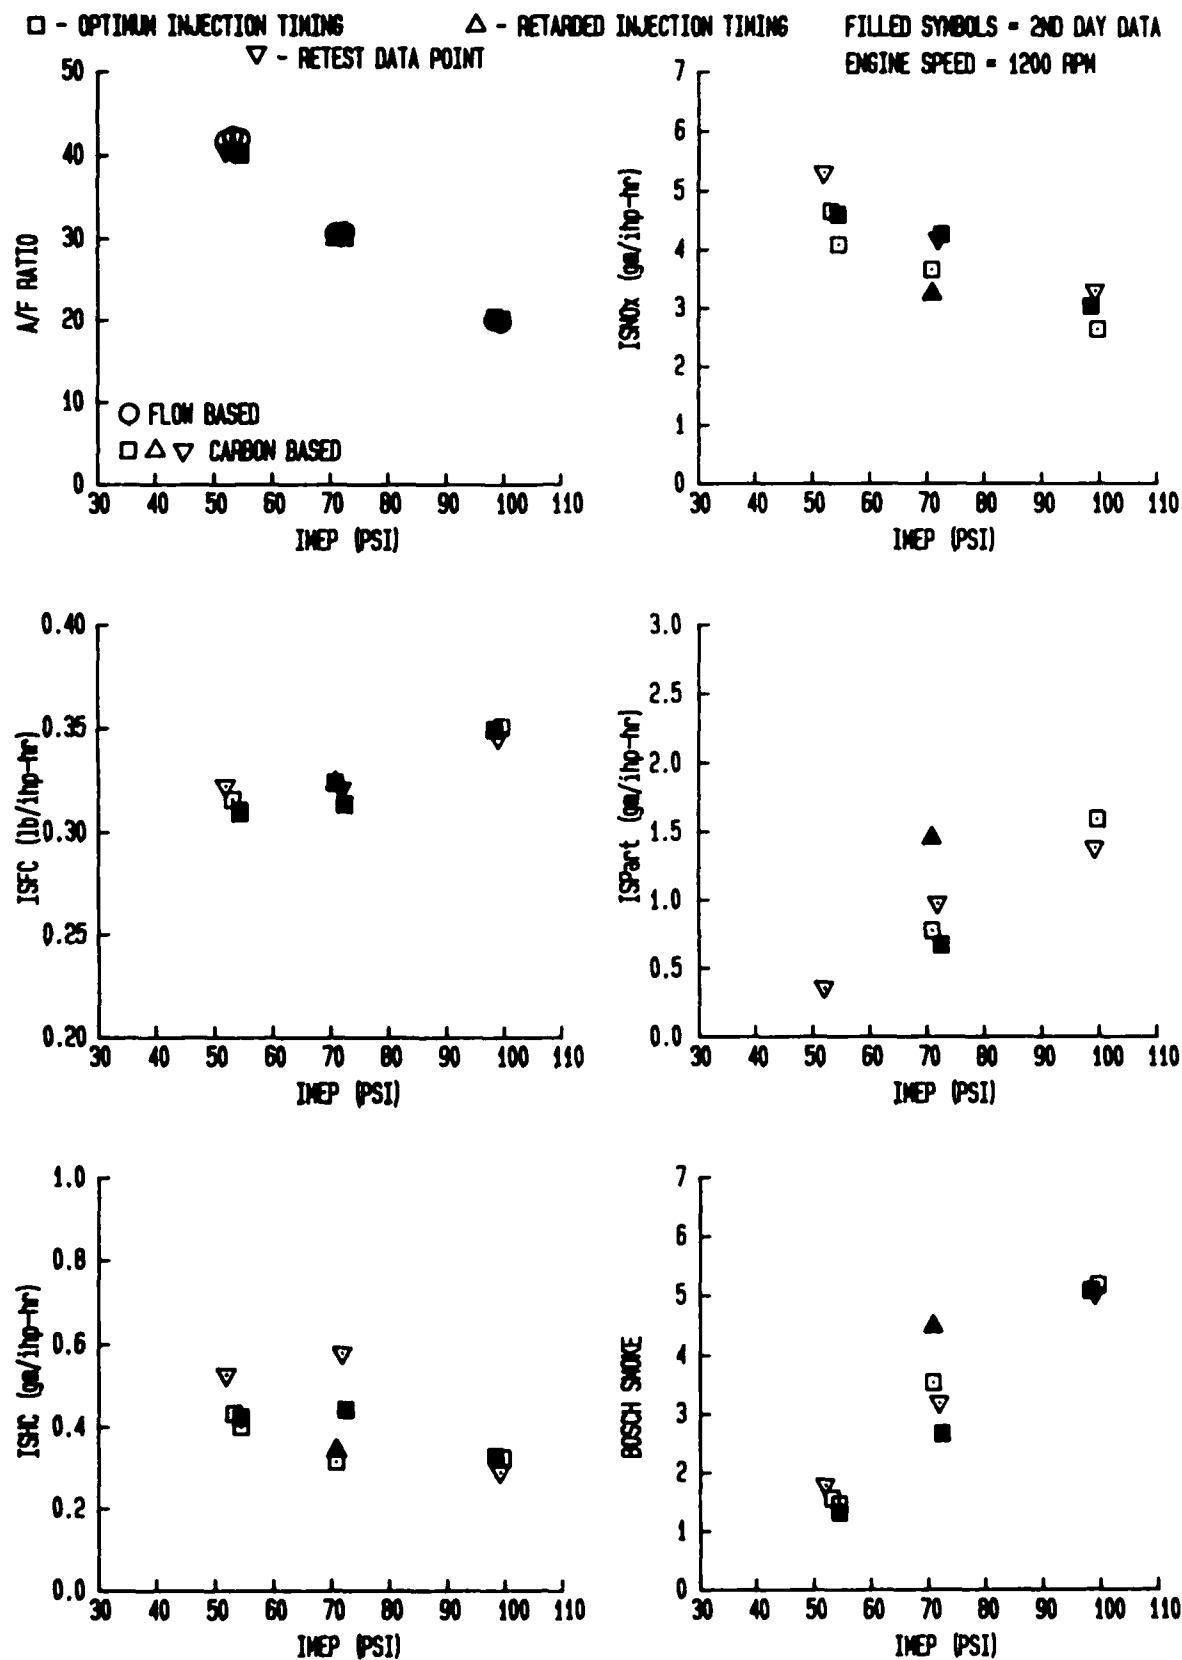 □ - OPTIMUM INJECTION TIMING △ - RETARDED INJECTION TIMING FILLED SYMBOLS = 2ND DAY DATA
▽ - RETEST DATA POINT ENGINE SPEED = 1200 RPM
50
40
30
20
10
0
A/F RATIO
○ FLOW BASED
□ △ ▽ CARBON BASED
30 40 50 60 70 80 90 100 110
IMEP (PSI)
7
6
5
4
3
2
1
0
ISNOx (gm/ihp-hr)
30 40 50 60 70 80 90 100 110
IMEP (PSI)
0.40
0.35
0.30
0.25
0.20
ISFC (lb/ihp-hr)
30 40 50 60 70 80 90 100 110
IMEP (PSI)
3.0
2.5
2.0
1.5
1.0
0.5
0.0
ISPart (gm/ihp-hr)
30 40 50 60 70 80 90 100 110
IMEP (PSI)
1.0
0.8
0.6
0.4
0.2
0.0
ISHC (gm/ihp-hr)
30 40 50 60 70 80 90 100 110
IMEP (PSI)
7
6
5
4
3
2
1
0
BOSCH SMOKE
30 40 50 60 70 80 90 100 110
IMEP (PSI)